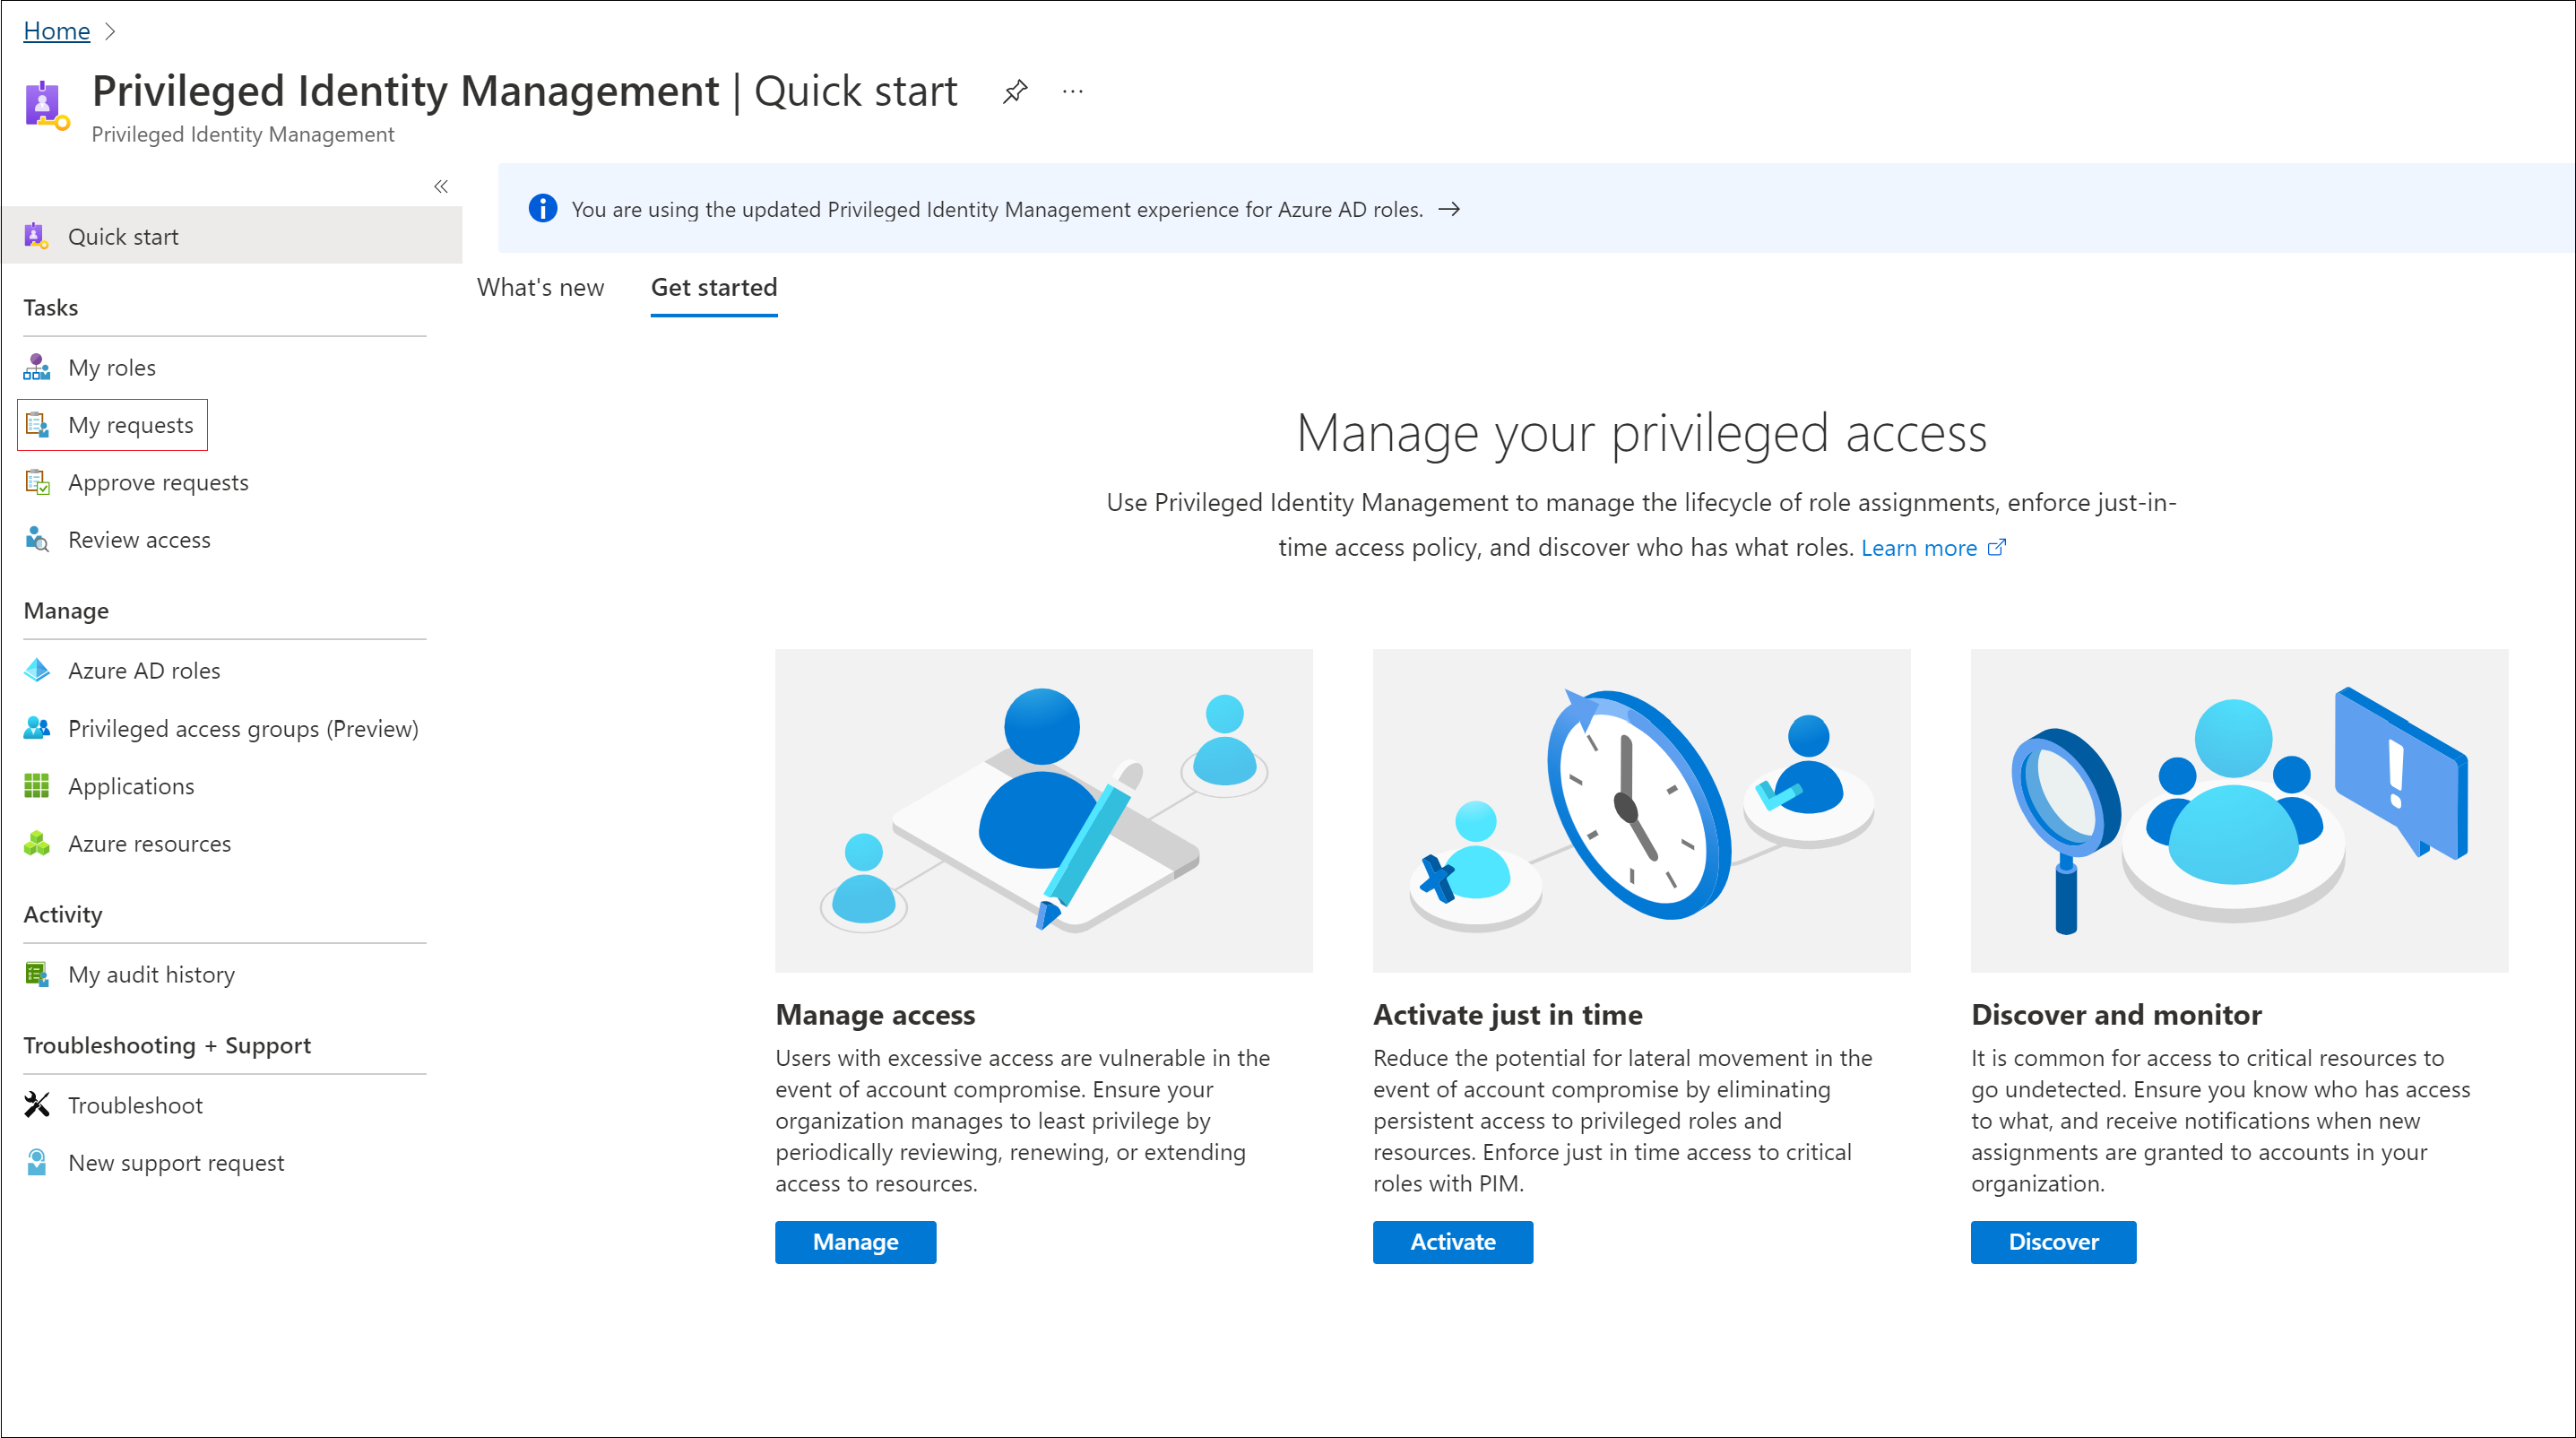 Home
Privileged Identity Management | Quick start
Privileged Identity Management
Quick start
Tasks
My roles
My requests
Approve requests
Review access
Manage
Azure AD roles
Privileged access groups (Preview)
Applications
Azure resources
Activity
My audit history
Troubleshooting + Support
Troubleshoot
New support request
You are using the updated Privileged Identity Management experience for Azure AD roles.
What's new
Get started
Manage your privileged access
Use Privileged Identity Management to manage the lifecycle of role assignments, enforce just-in-
time access policy, and discover who has what roles. Learn more
Manage access
Users with excessive access are vulnerable in the
event of account compromise. Ensure your
organization manages to least privilege by
periodically reviewing, renewing, or extending
access to resources.
Manage
Activate just in time
Reduce the potential for lateral movement in the
event of account compromise by eliminating
persistent access to privileged roles and
resources. Enforce just in time access to critical
roles with PIM.
Activate
Discover and monitor
It is common for access to critical resources to
go undetected. Ensure you know who has access
to what, and receive notifications when new
assignments are granted to accounts in your
organization.
Discover